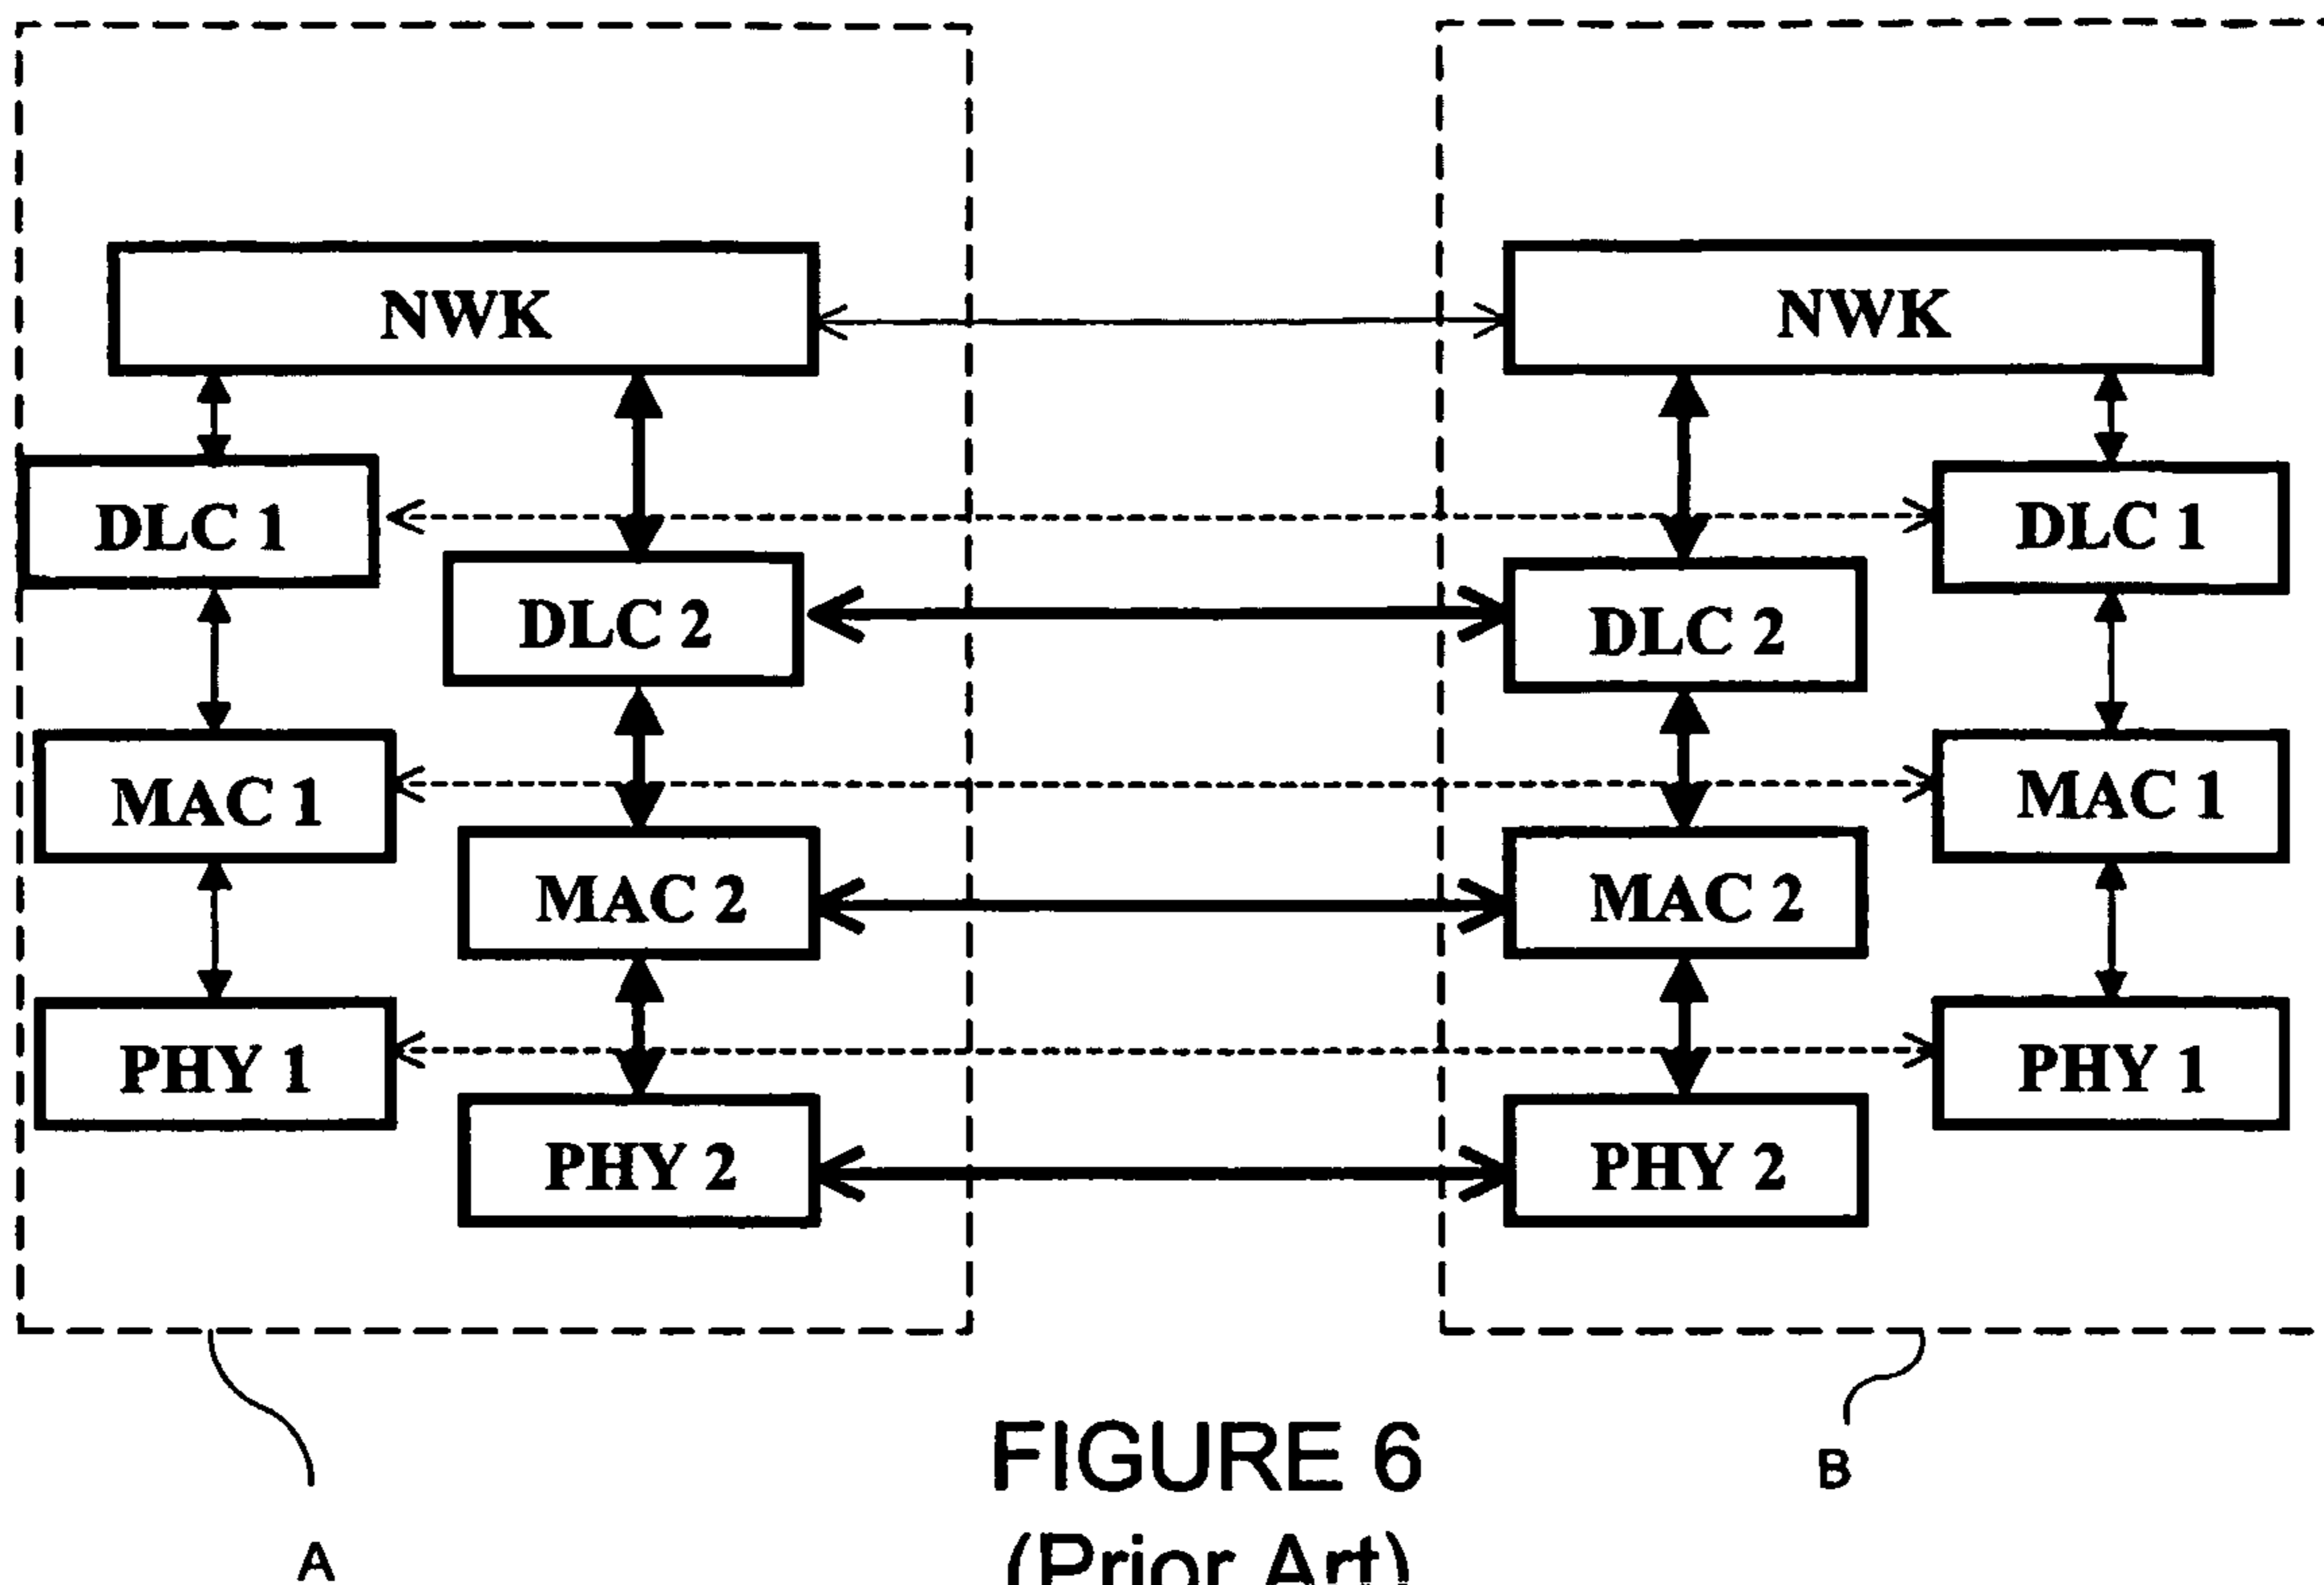 NWK
NWK
DLC 1
DLC 1
DLC 2
DLC 2
MAC 1
MAC 1
MAC 2
MAC 2
PHY 1
PHY 1
PHY 2
PHY 2
FIGURE 6
(Prior Art)
A
B